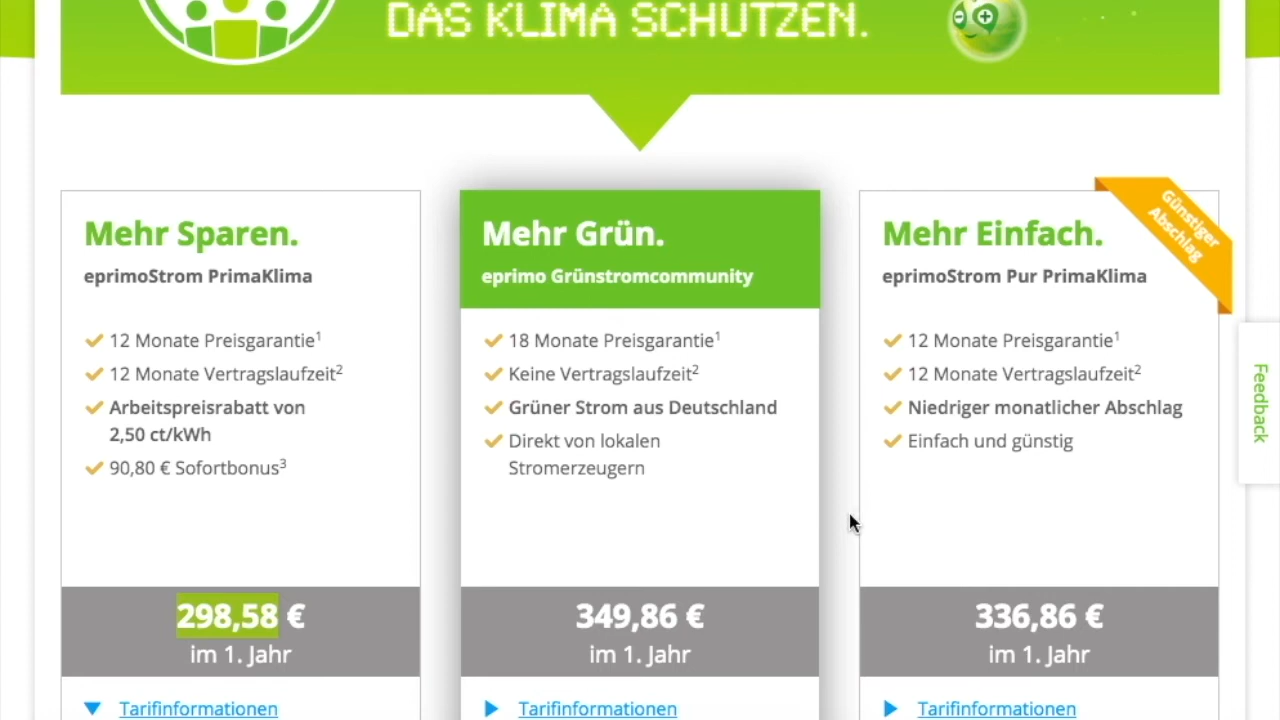 DAS KLIMA SCHÜTZEN.
Günstiger
Abschlag
Mehr Sparen.
eprimoStrom PrimaKlima
12 Monate Preisgarantie¹
12 Monate Vertragslaufzeit²
Arbeitspreisrabatt von
2,50 ct/kWh
90,80 € Sofortbonus³
298,58 €
im 1. Jahr
Tarifinformationen
Mehr Grün.
eprimo Grünstromcommunity
18 Monate Preisgarantie¹
Keine Vertragslaufzeit²
Grüner Strom aus Deutschland
Direkt von lokalen
Stromerzeugern
349,86 €
im 1. Jahr
Tarifinformationen
Mehr Einfach.
eprimoStrom Pur PrimaKlima
12 Monate Preisgarantie¹
12 Monate Vertragslaufzeit²
Niedriger monatlicher Abschlag
Einfach und günstig
336,86 €
im 1. Jahr
Tarifinformationen
Feedback